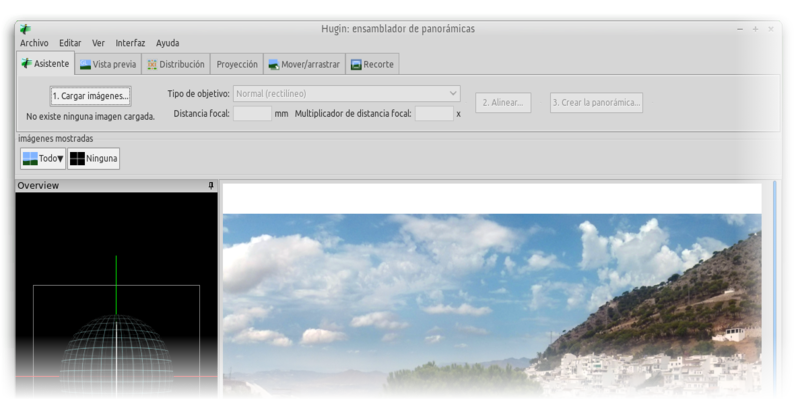 Hugin: ensamblador de panorámicas
Archivo Editar Ver Interfaz Ayuda
Asistente Vista previa Distribución Proyección Mover/arrastrar Recorte
1. Cargar imágenes... Tipo de objetivo: Normal (rectilíneo) 2. Alinear... 3. Crear la panorámica...
No existe ninguna imagen cargada. Distancia focal: mm Multiplicador de distancia focal: x
imágenes mostradas
Todo▼ Ninguna
Overview